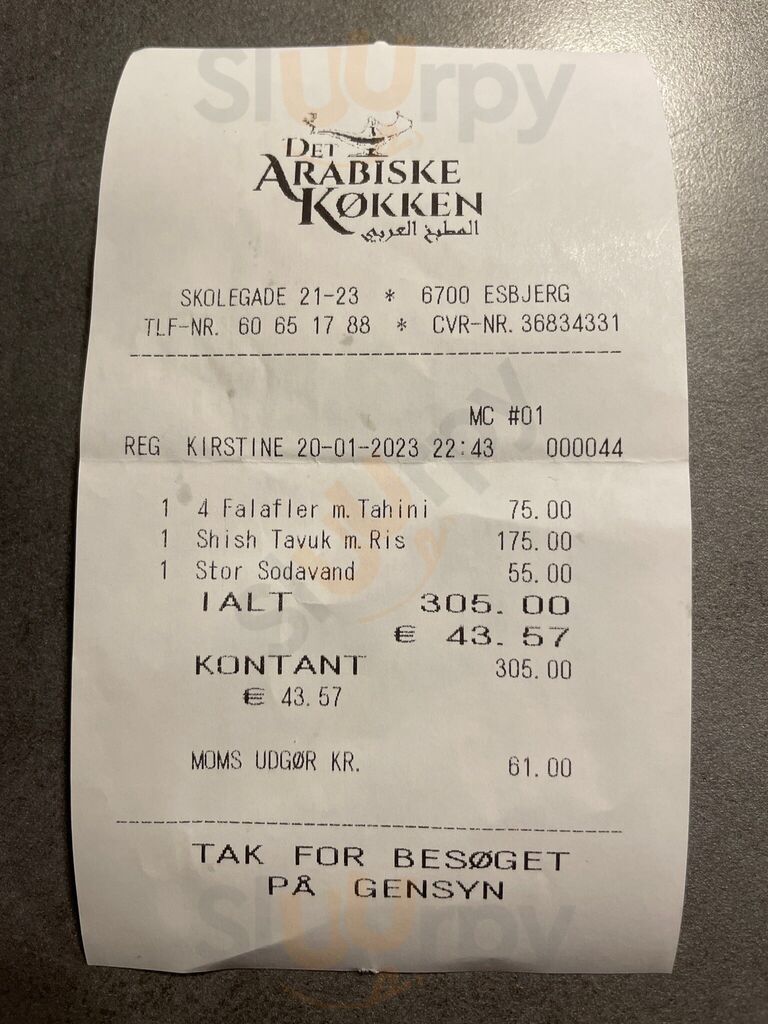 Sluurpy
DET
ARABISKE
KØKKEN
المطبخ العربي
SKOLEGADE 21-23 * 6700 ESBJERG
TLF-NR. 60 65 17 88 * CVR-NR. 36834331
MC #01
REG KIRSTINE 20-01-2023 22:43 000044
1 4 Falafler m. Tahini 75.00
1 Shish Tavuk m. Ris 175.00
1 Stor Sodavand 55.00
IALT 305.00
€ 43.57
KONTANT 305.00
€ 43.57
MOMS UDGØR KR. 61.00
TAK FOR BESØGET
PÅ GENSYN
Sluurpy